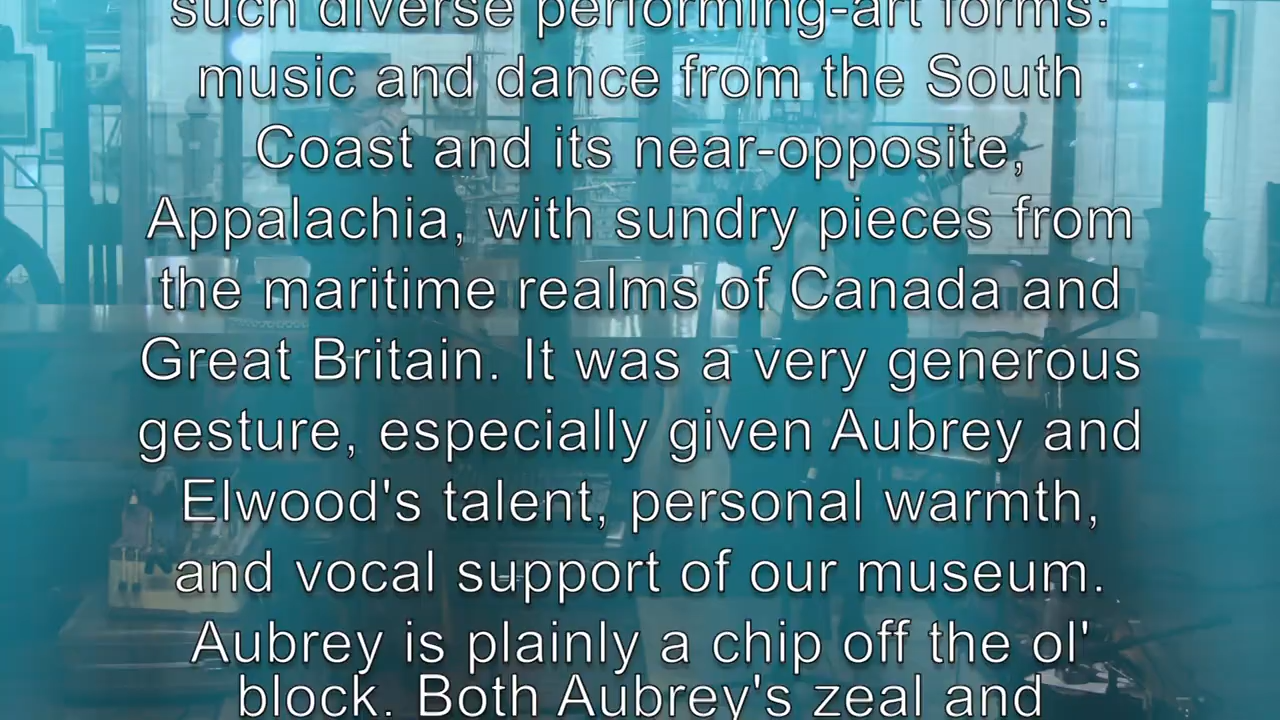 such diverse performing-art forms:
music and dance from the South
Coast and its near-opposite,
Appalachia, with sundry pieces from
the maritime realms of Canada and
Great Britain. It was a very generous
gesture, especially given Aubrey and
Elwood's talent, personal warmth,
and vocal support of our museum.
Aubrey is plainly a chip off the ol'
block. Both Aubrey's zeal and